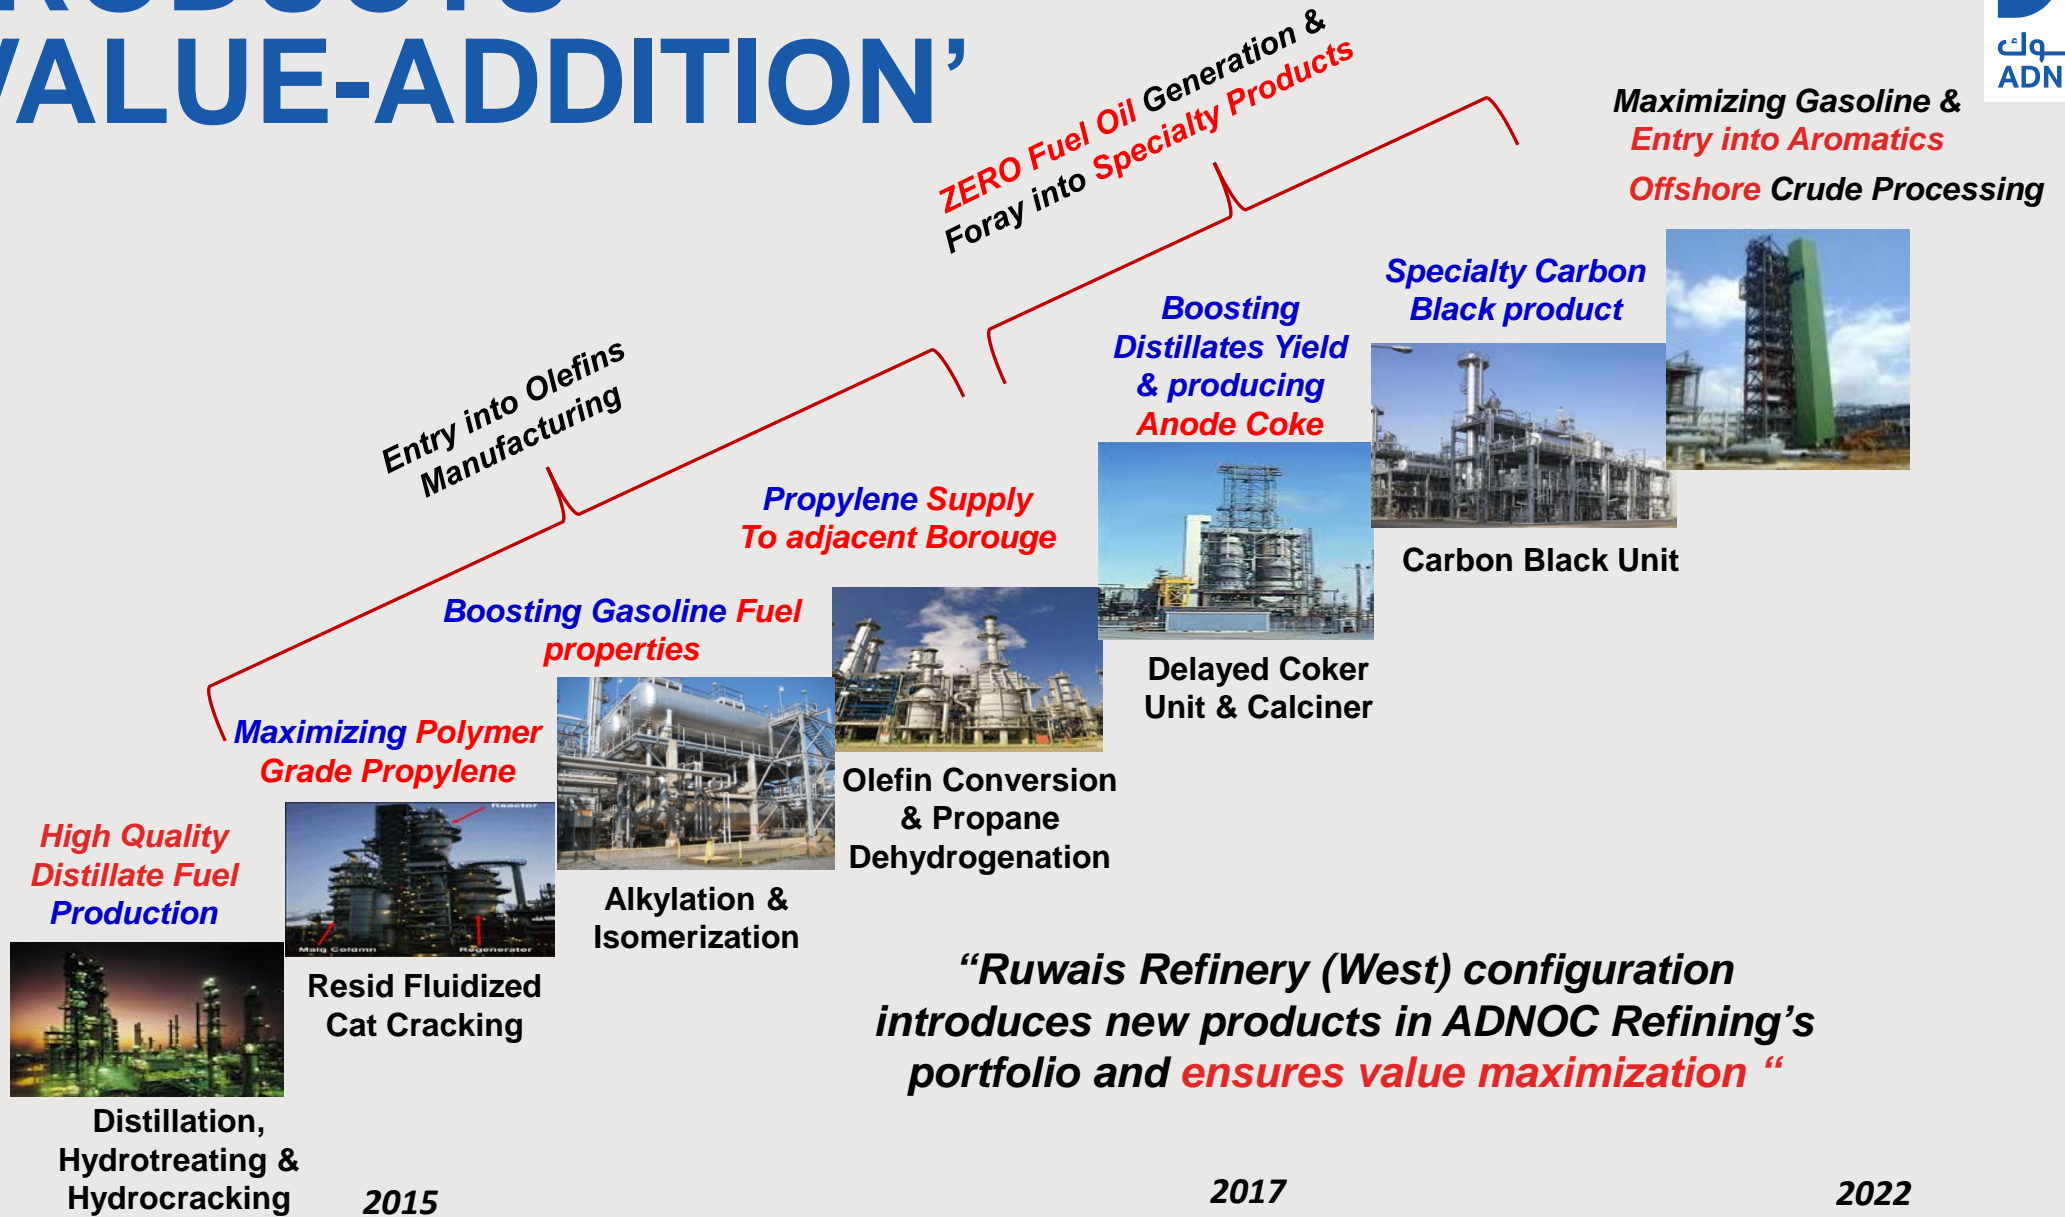 VALUE-ADDITION’
ـوك
ADN
ZERO Fuel Oil Generation &
Foray into Specialty Products
Maximizing Gasoline &
Entry into Aromatics
Offshore Crude Processing
Specialty Carbon
Black product
Boosting
Distillates Yield
& producing
Anode Coke
Entry into Olefins
Manufacturing
Propylene Supply
To adjacent Borouge
Carbon Black Unit
Boosting Gasoline Fuel
properties
Delayed Coker
Unit & Calciner
Maximizing Polymer
Grade Propylene
Olefin Conversion
& Propane
Dehydrogenation
Reactor
Main Column
Regenerator
High Quality
Distillate Fuel
Production
Alkylation &
Isomerization
Resid Fluidized
Cat Cracking
“Ruwais Refinery (West) configuration
introduces new products in ADNOC Refining’s
portfolio and ensures value maximization “
Distillation,
Hydrotreating &
Hydrocracking
2015
2017
2022